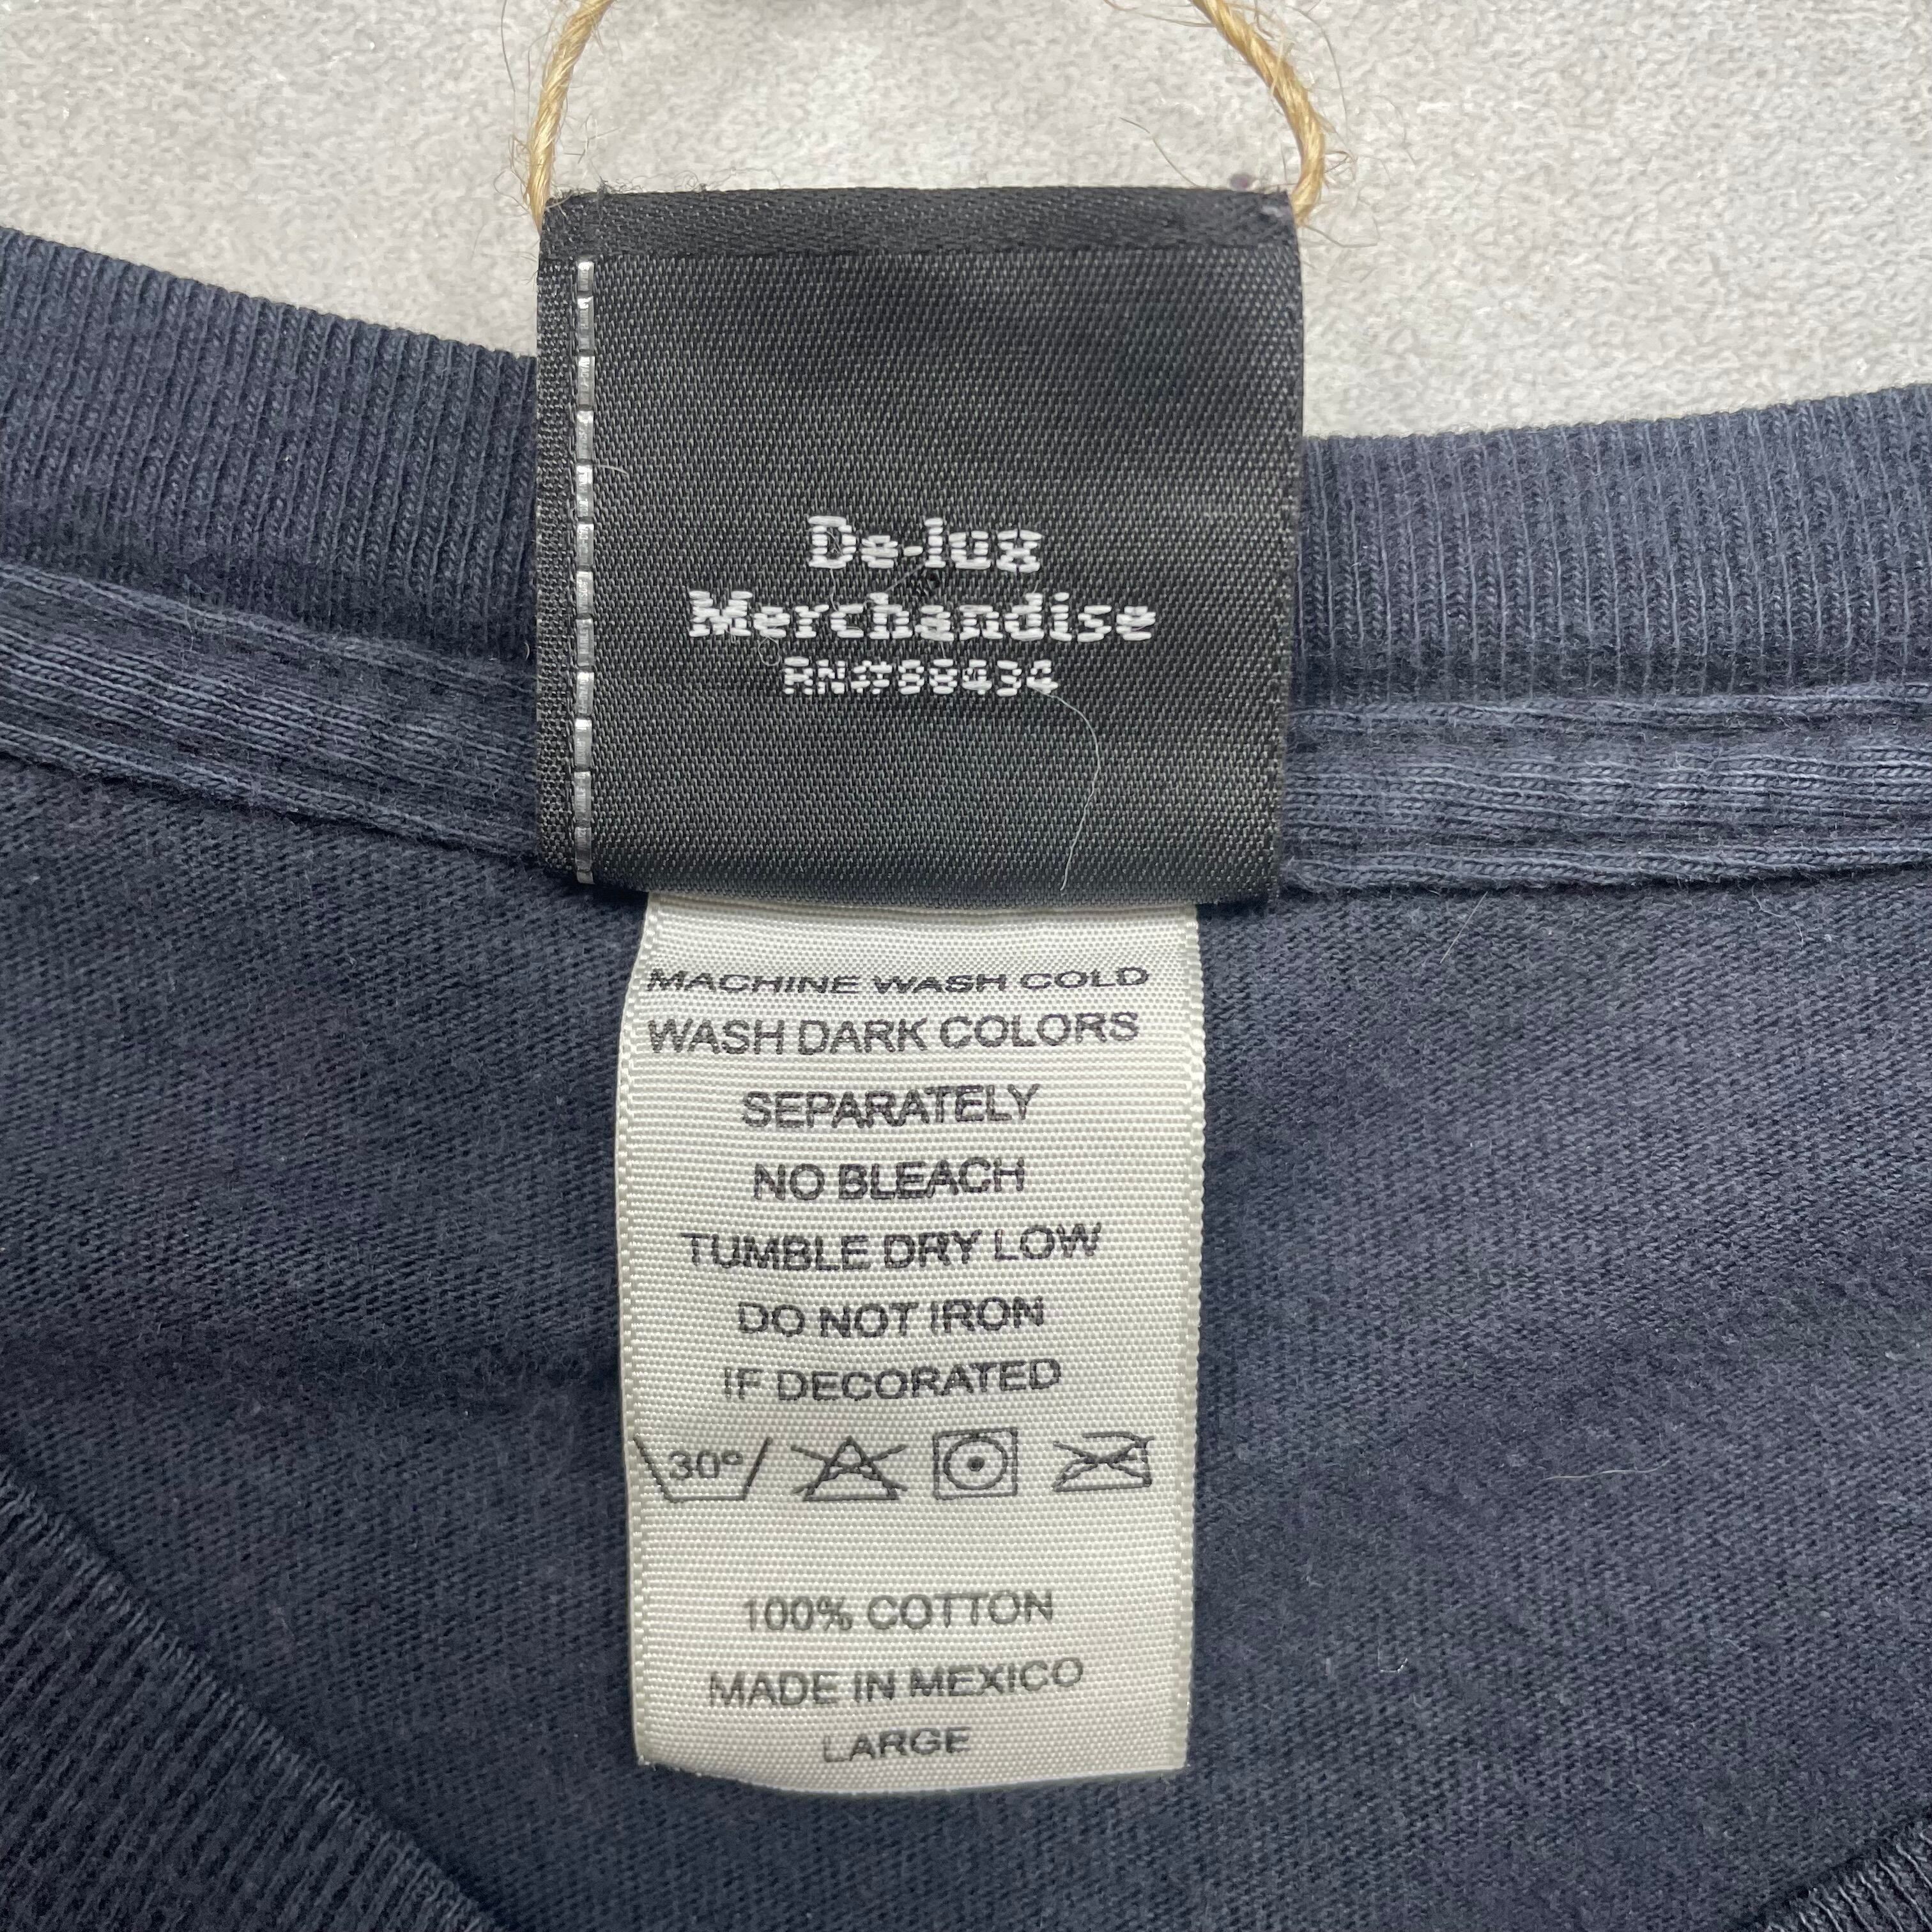 De-lux
Merchandise
RN#98434
MACHINE WASH COLD
WASH DARK COLORS
SEPARATELY
NO BLEACH
TUMBLE DRY LOW
DO NOT IRON
IF DECORATED
30°
100% COTTON
MADE IN MEXICO
LARGE